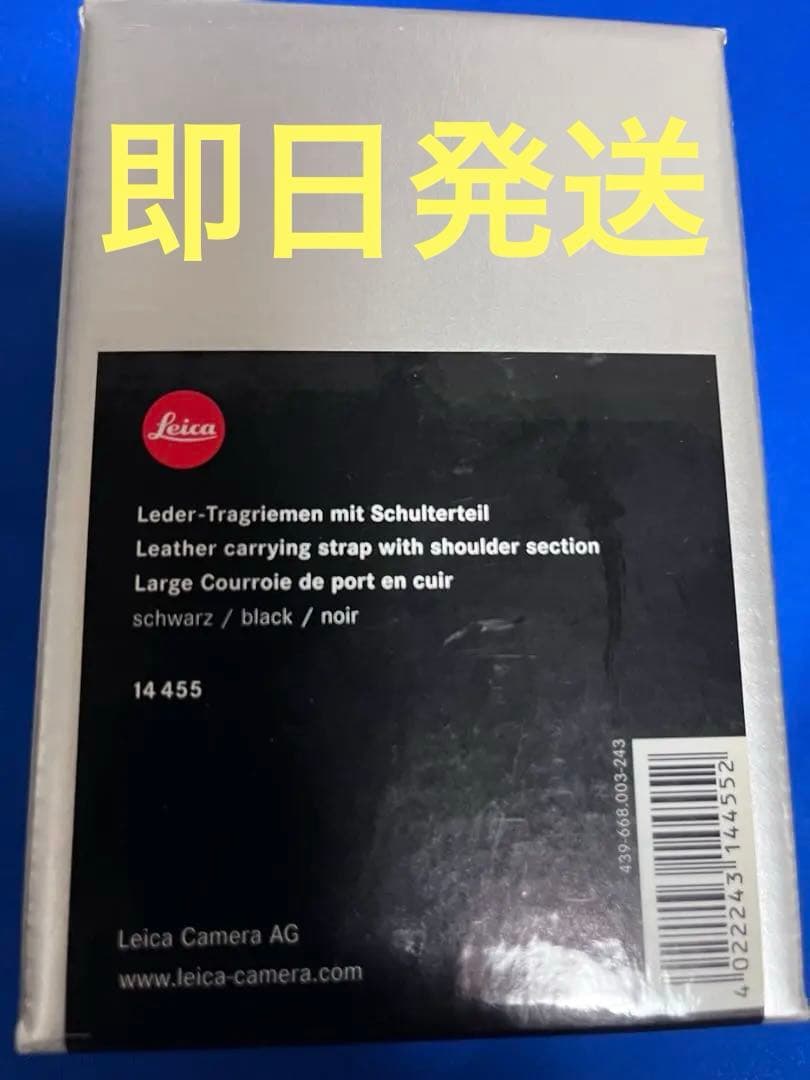 即日発送
Leica
Leder-Tragriemen mit Schulterteil
Leather carrying strap with shoulder section
Large Courroie de port en cuir
schwarz / black / noir
14 455
439-668.003-243
4 022243 144552
Leica Camera AG
www.leica-camera.com